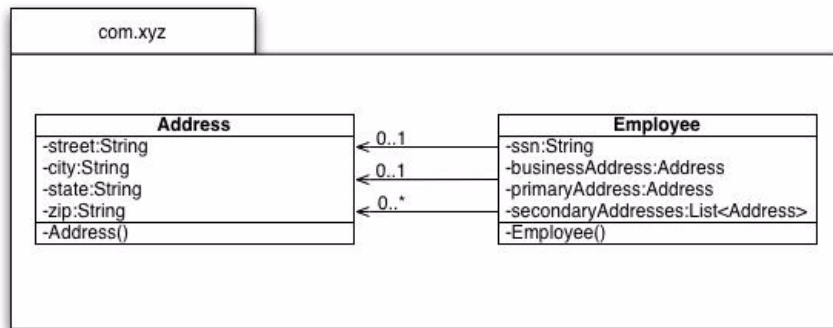 com.xyz
Address
-street:String
-city:String
-state:String
-zip:String
-Address()
0..1
0..1
0..*
Employee
-ssn:String
-businessAddress:Address
-primaryAddress:Address
-secondaryAddresses:List<Address>
-Employee()